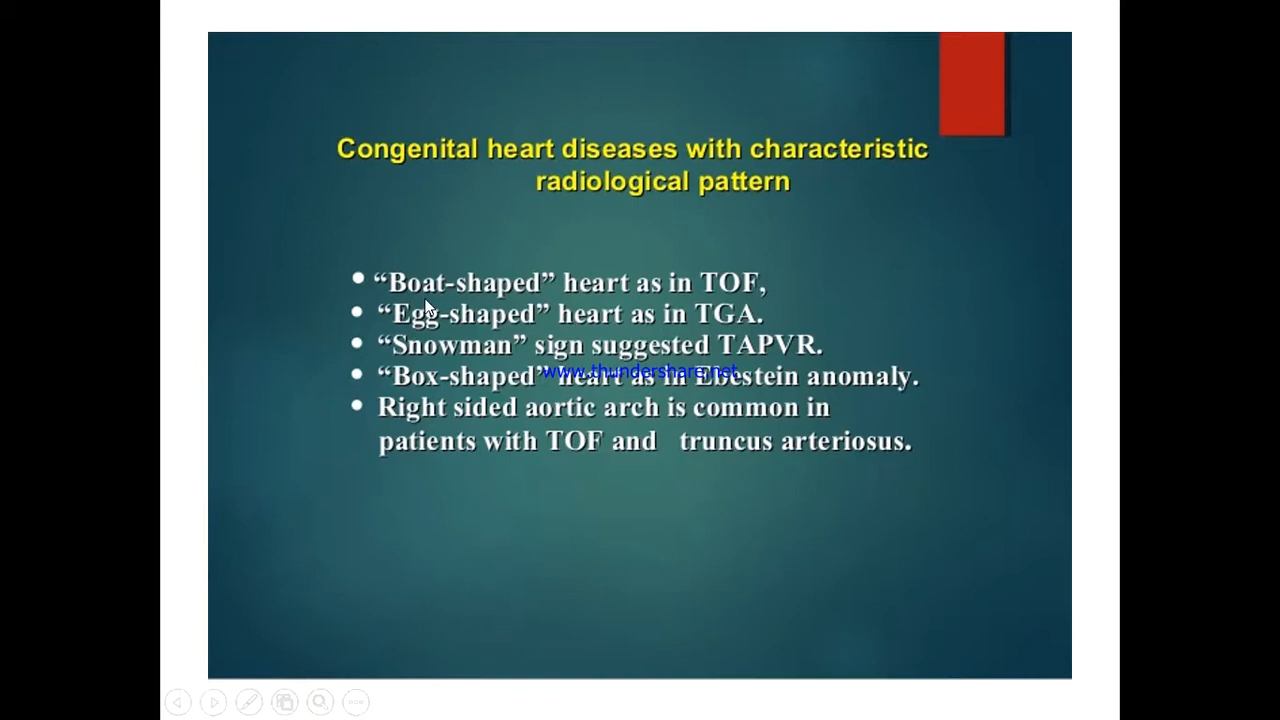 Congenital heart diseases with characteristic
radiological pattern
• “Boat-shaped” heart as in TOF,
• “Egg-shaped” heart as in TGA.
• “Snowman” sign suggested TAPVR.
• “Box-shaped” heart as in Ebestein anomaly.
www.thundershare.net
• Right sided aortic arch is common in
patients with TOF and truncus arteriosus.